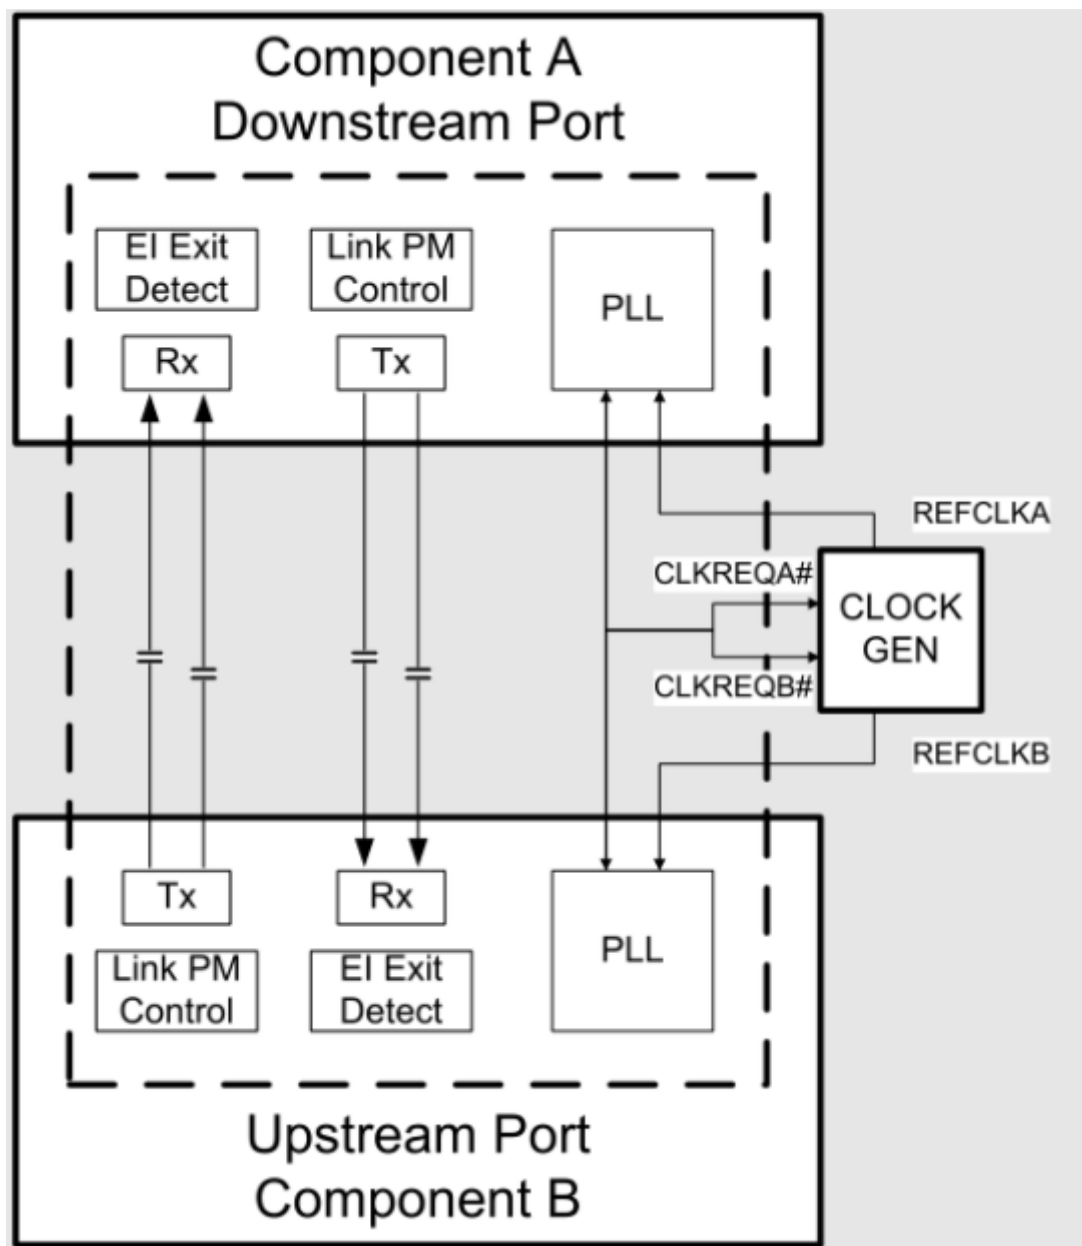 Component A
Downstream Port
EI Exit
Detect
Link PM
Control
PLL
Rx
Tx
REFCLKA
CLKREQA#
CLOCK
GEN
CLKREQB#
REFCLKB
Tx
Rx
PLL
Link PM
Control
EI Exit
Detect
Upstream Port
Component B